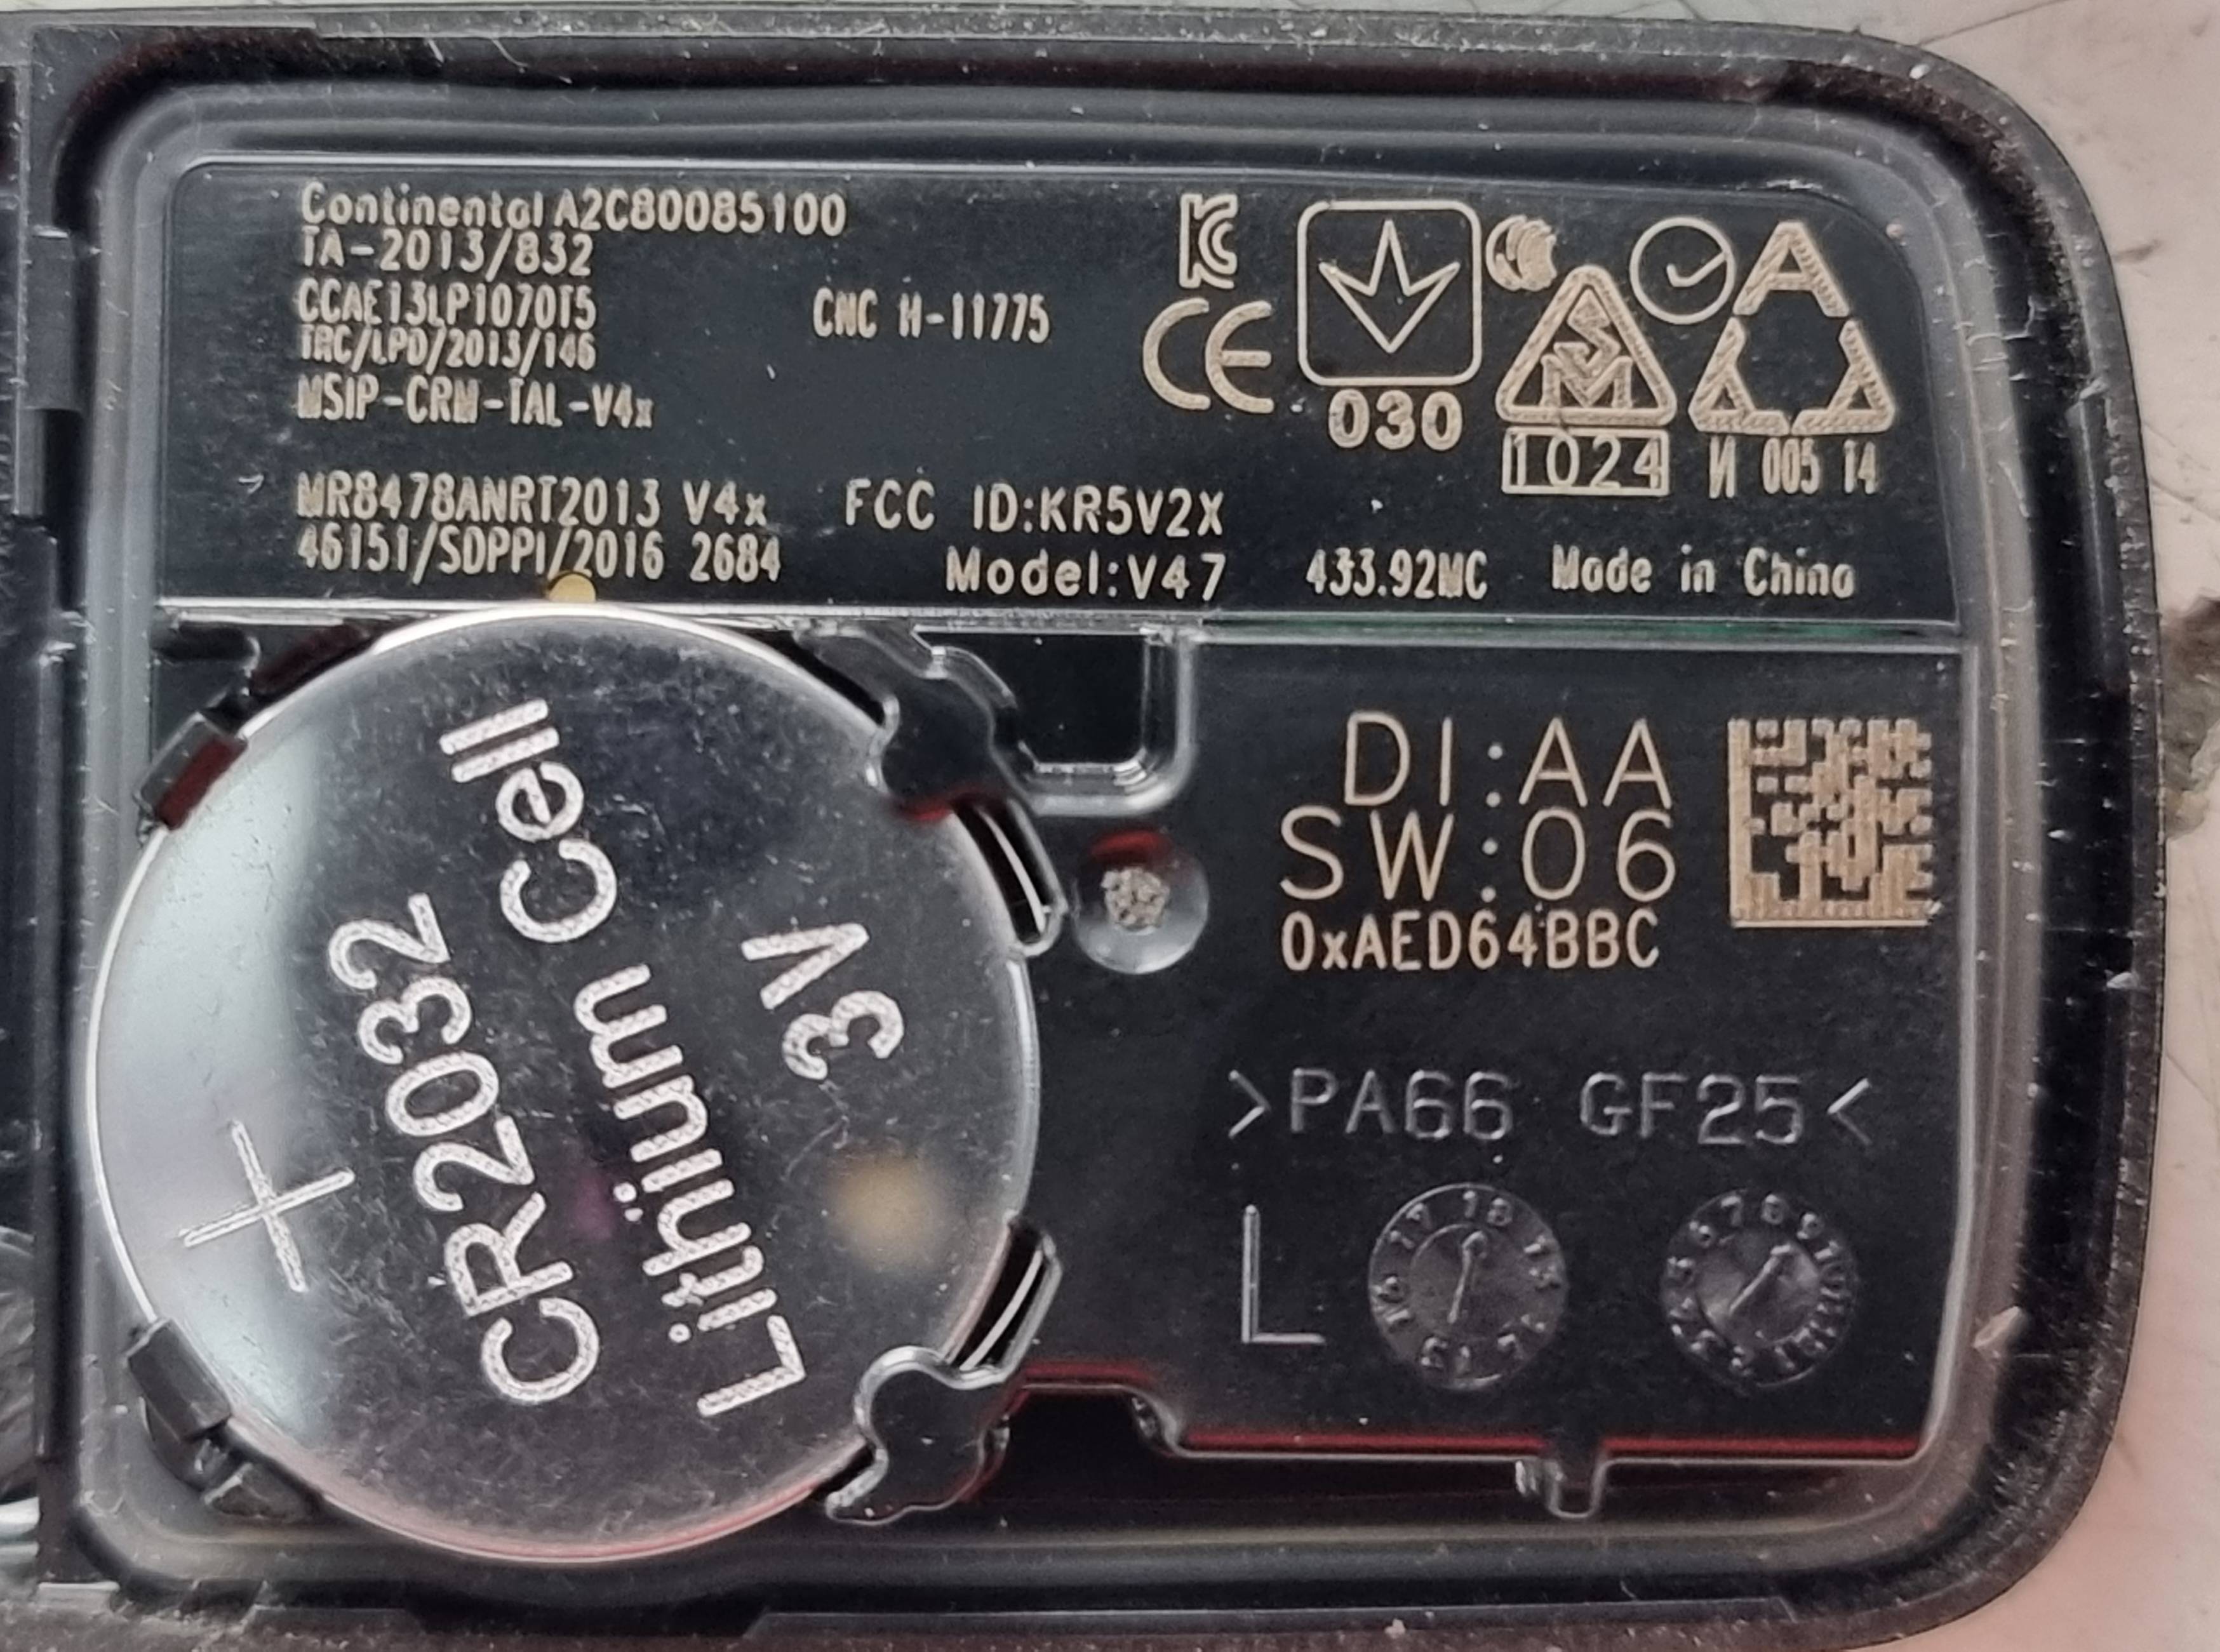 Continental A2C80085100
TA-2013/832
CCAE13LP1070T5
TRC/LPD/2013/146
MSIP-CRM-TAL-V4x
CNC H-11775
MR8478ANRT2013 V4x
46151/SDPPI/2016 2684
FCC ID:KR5V2X
Model:V47
CE
030
SM
1024
A
И 005 14
433.92MC Made in China
DI:AA
SW:06
0xAED64BBC
+
CR2032
Lithium Cell
3V
>PA66 GF25<
L